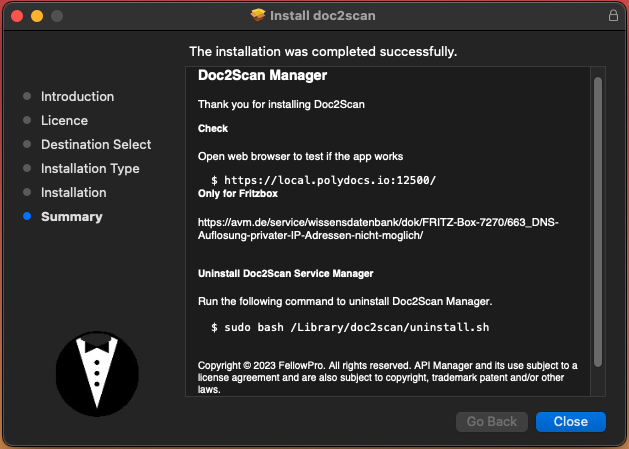 Install doc2scan
The installation was completed successfully.
Introduction
Licence
Destination Select
Installation Type
Installation
Summary
Doc2Scan Manager
Thank you for installing Doc2Scan
Check
Open web browser to test if the app works
$ https://local.polydocs.io:12500/
Only for Fritzbox
https://avm.de/service/wissensdatenbank/dok/FRITZ-Box-7270/663_DNS-
Auflosung-privater-IP-Adressen-nicht-moglich/
Uninstall Doc2Scan Service Manager
Run the following command to uninstall Doc2Scan Manager.
$ sudo bash /Library/doc2scan/uninstall.sh
Copyright © 2023 FellowPro. All rights reserved. API Manager and its use subject to a
license agreement and are also subject to copyright, trademark patent and/or other
laws.
Go Back
Close